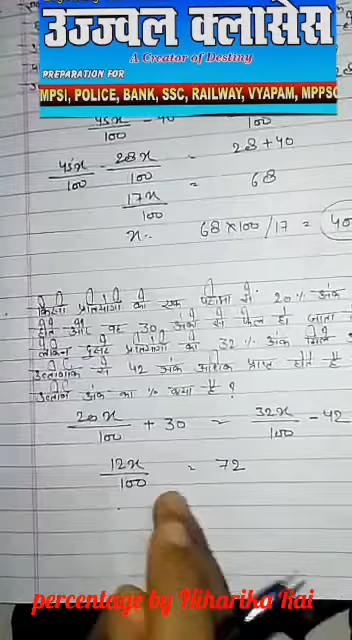 उज्ज्वल क्लासेस
A Creator of Destiny
PREPARATION FOR
MPSI, POLICE, BANK, SSC, RAILWAY, VYAPAM, MPPSC
45x/100 - 28x/100 = 28+40
17x/100 = 68
x = 68×100/17 = 400
किसी प्रतियोगी को एक परीक्षा में 20% अंक
होते और वह 30 अंकों से फेल हो जाता
लेकिन दूसरे प्रतियोगी को 32% अंक मिले
उत्तीर्णांक से 42 अंक अधिक प्राप्त होते है
उत्तीर्ण अंक का % क्या है ?
20x/100 + 30 = 32x/100 - 42
12x/100 = 72
percentage by Niharika Rai